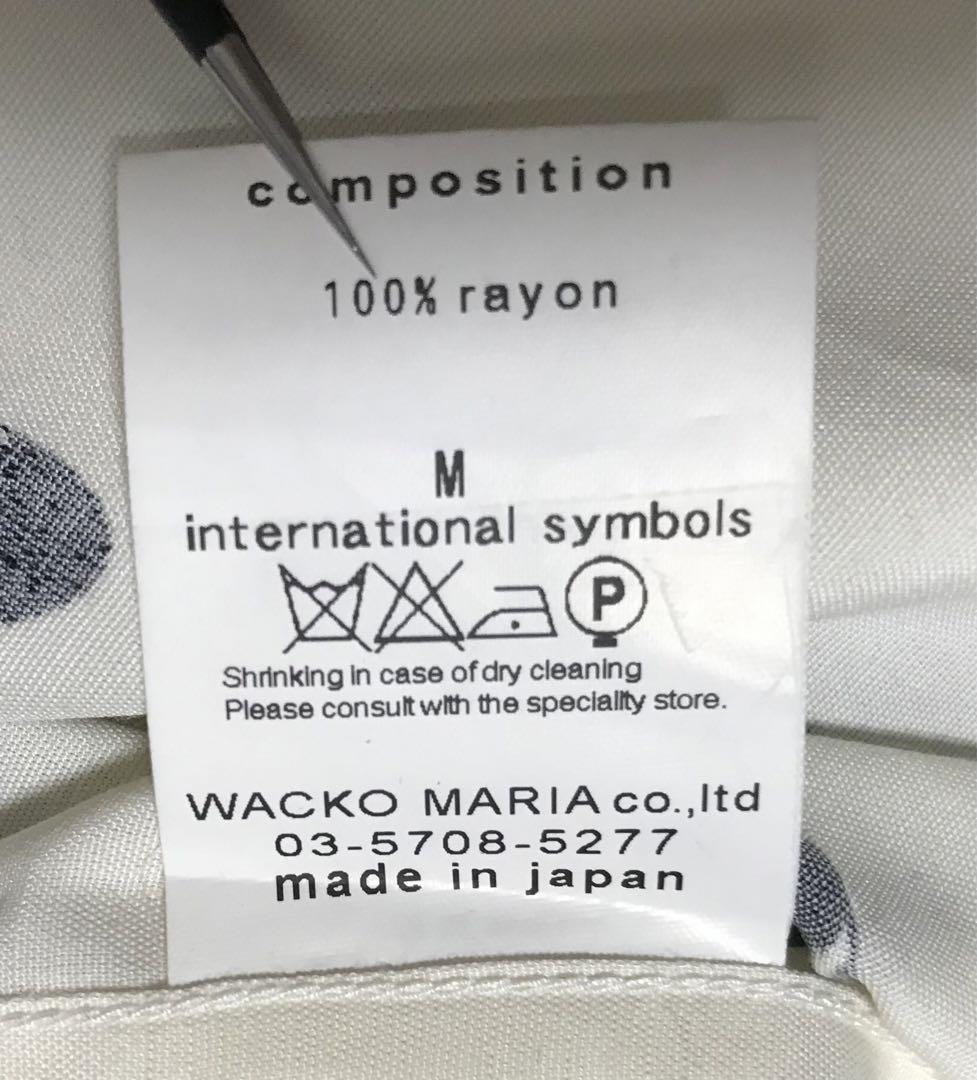 composition
100% rayon
M
international symbols
P
Shrinking in case of dry cleaning
Please consult with the speciality store.
WACKO MARIA co.,ltd
03-5708-5277
made in japan